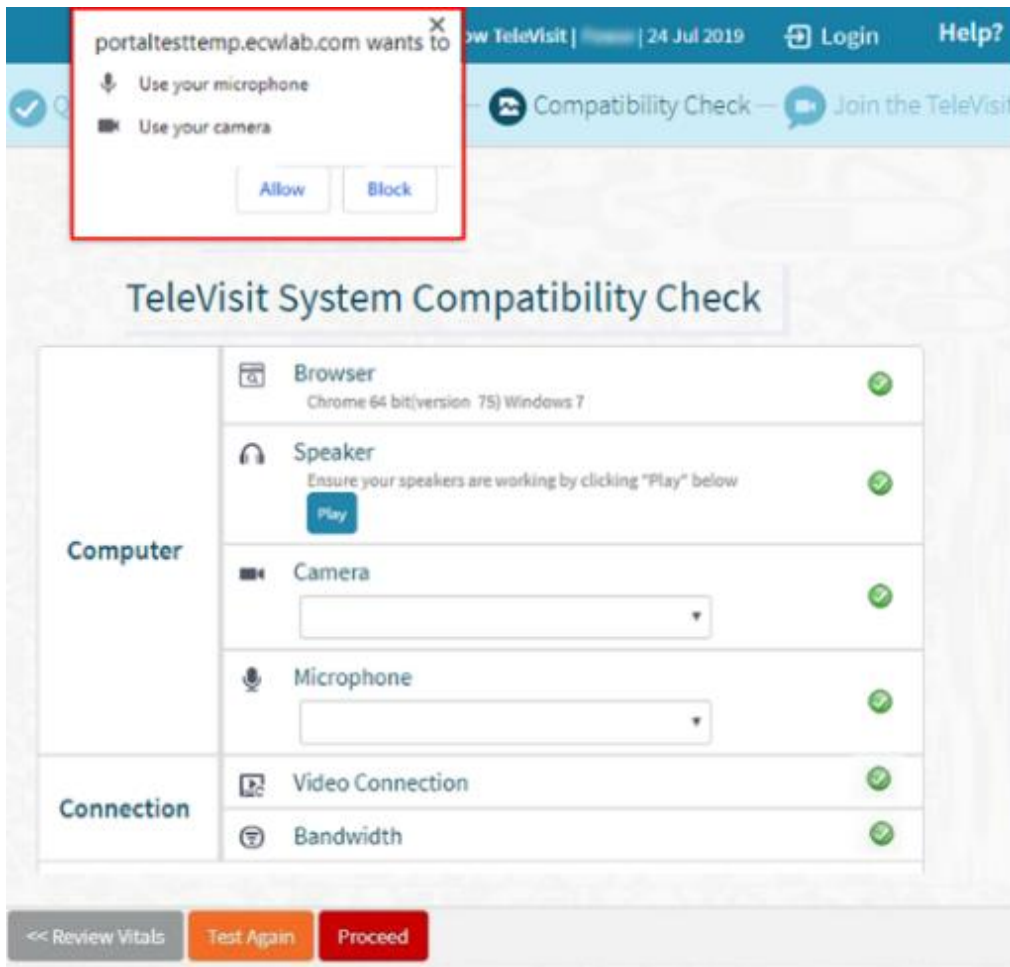 portaltesttemp.ecwlab.com wants to
Use your microphone
Use your camera
Allow Block
TeleVisit | | 24 Jul 2019 Login Help?
Compatibility Check Join the TeleVisit
TeleVisit System Compatibility Check
Computer
Browser
Chrome 64 bit(version 75) Windows 7
Speaker
Ensure your speakers are working by clicking "Play" below
Play
Camera
Microphone
Connection
Video Connection
Bandwidth
<< Review Vitals Test Again Proceed